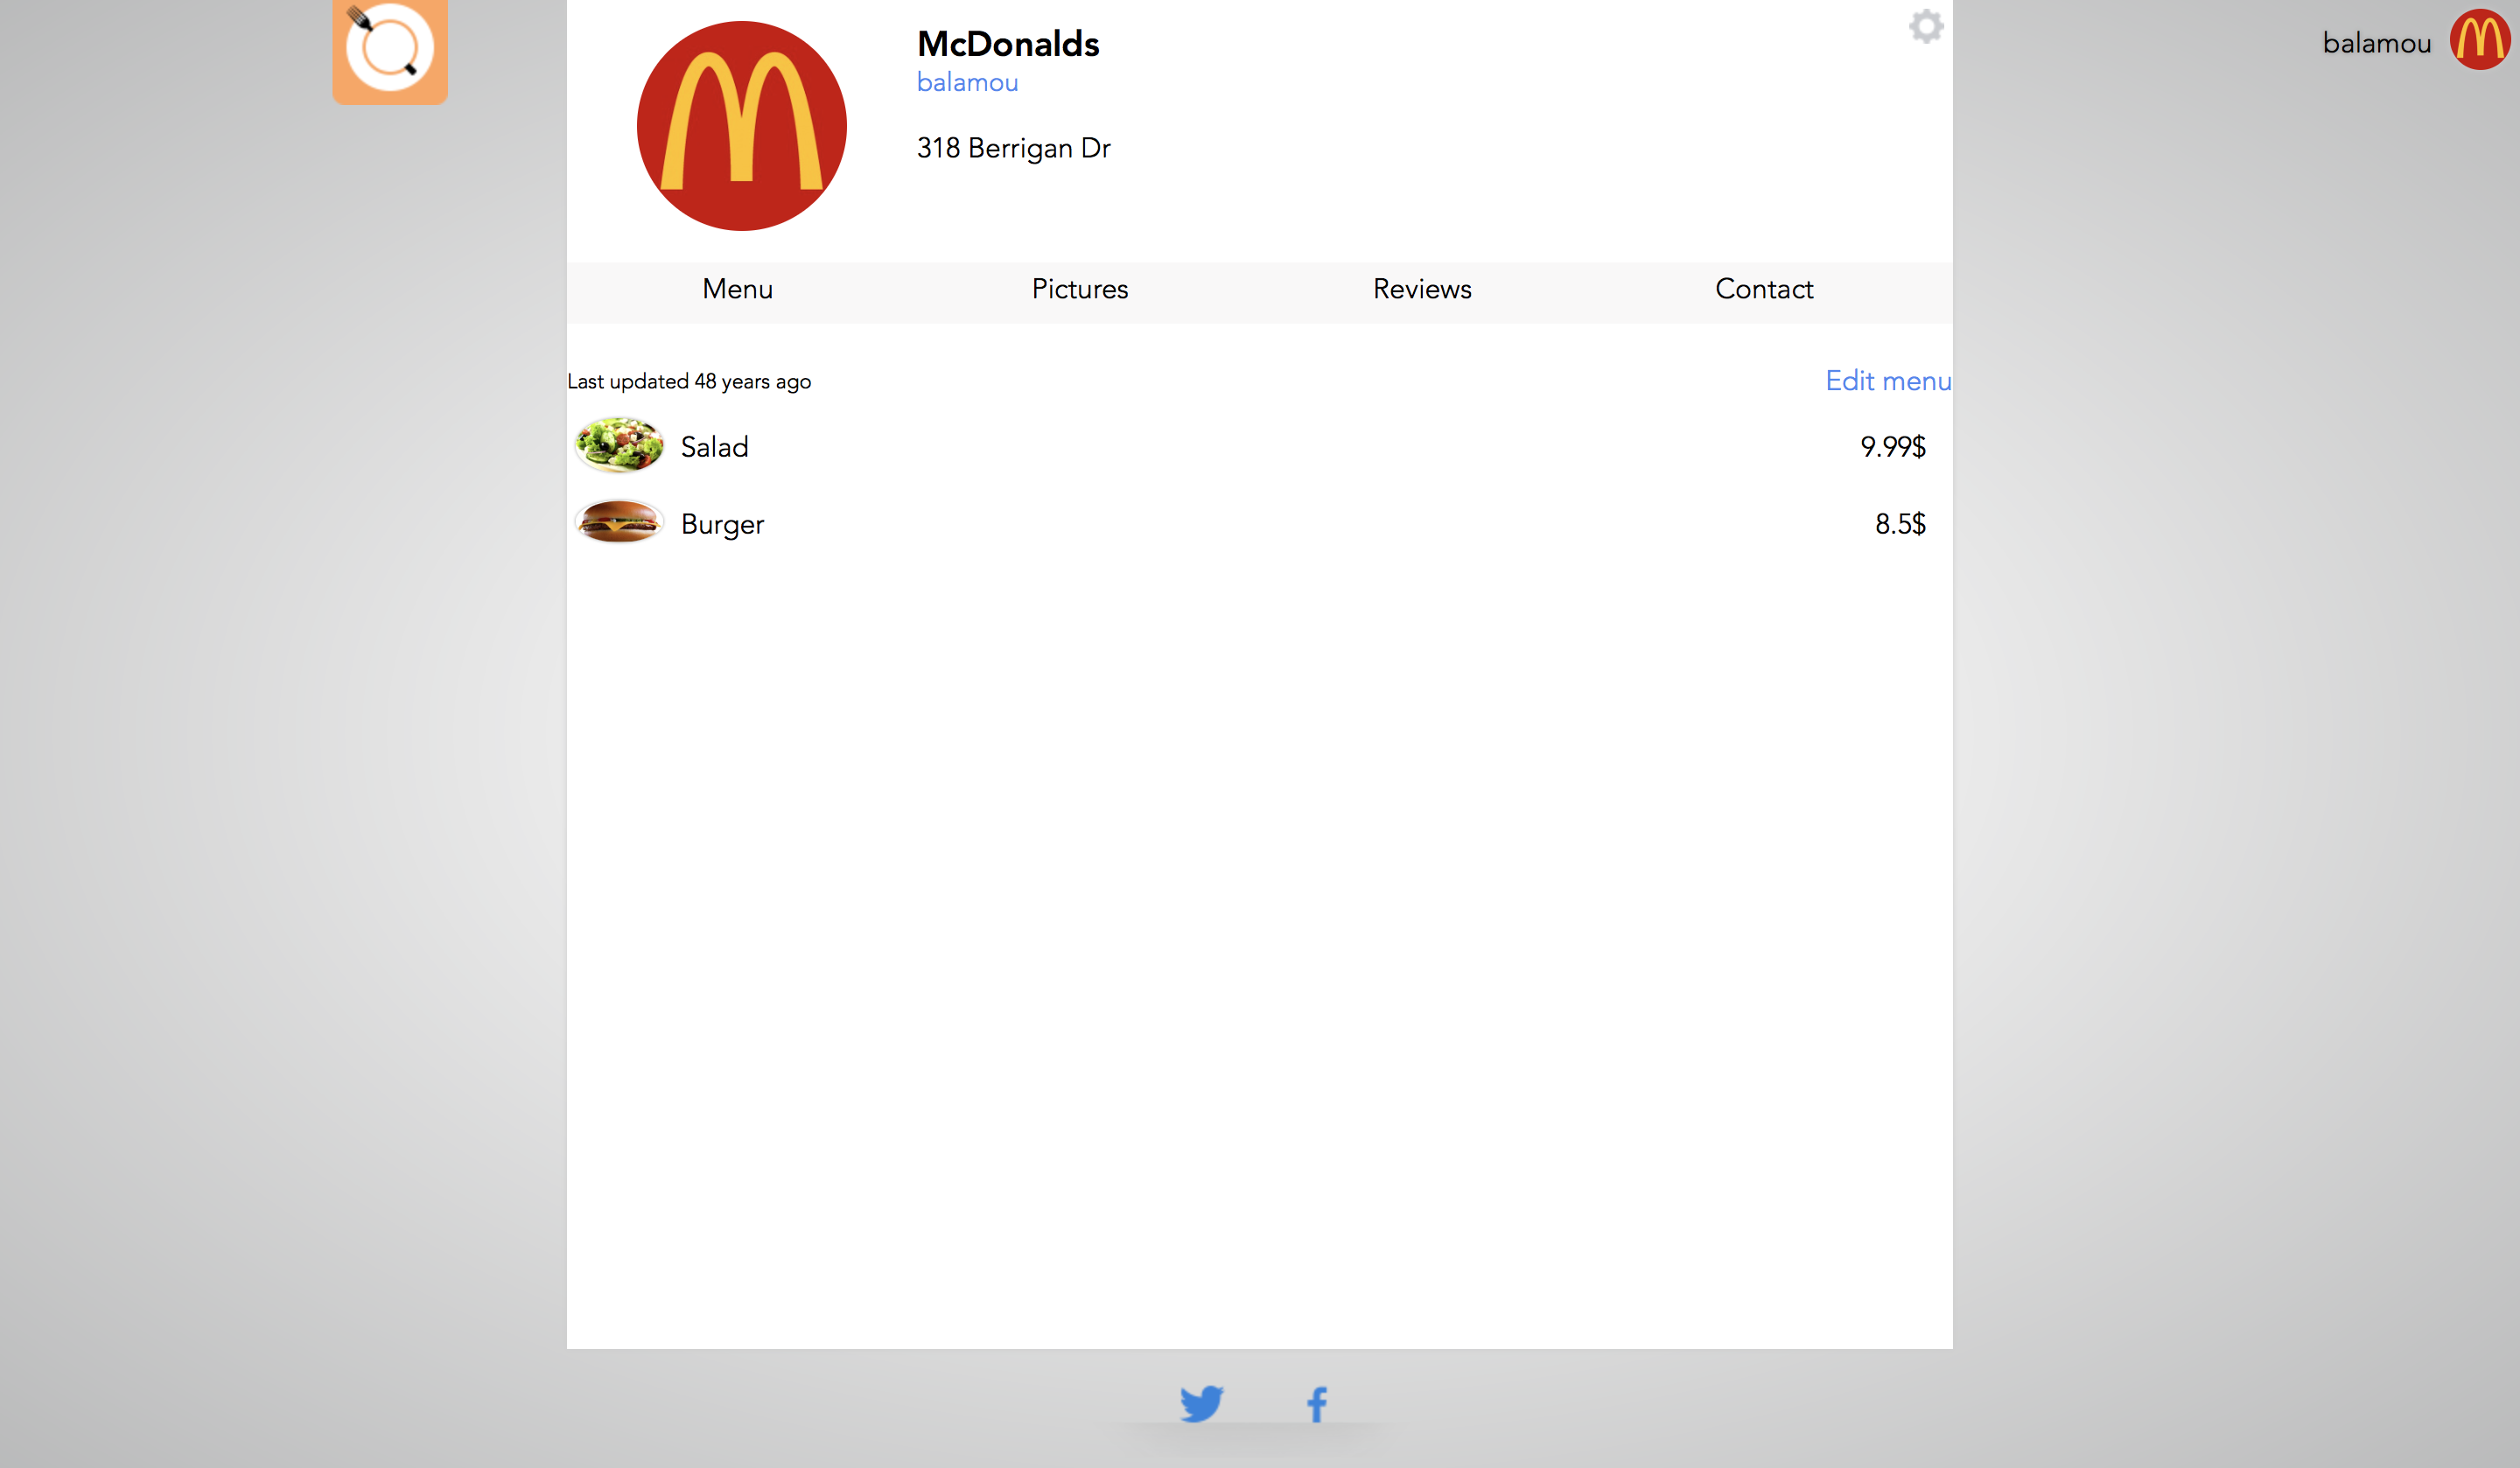 McDonalds
balamou
balamou
318 Berrigan Dr
Menu Pictures Reviews Contact
Last updated 48 years ago Edit menu
Salad 9.99$
Burger 8.5$